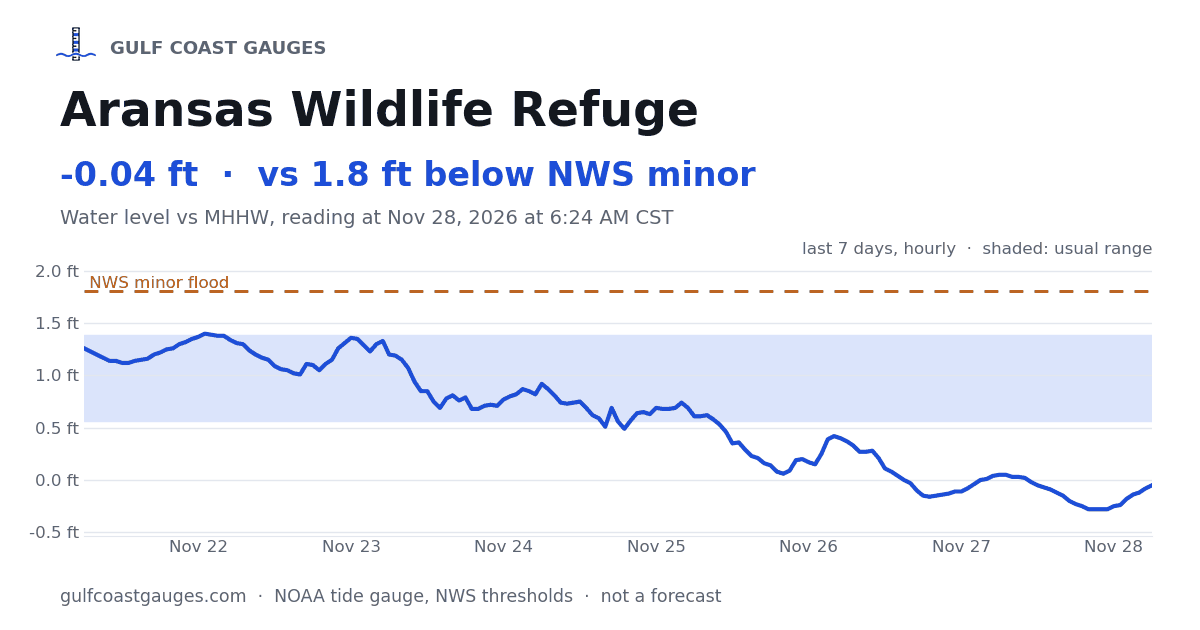 GULF COAST GAUGES
Aransas Wildlife Refuge
-0.04 ft · vs 1.8 ft below NWS minor
Water level vs MHHW, reading at Nov 28, 2026 at 6:24 AM CST
last 7 days, hourly · shaded: usual range
2.0 ft
NWS minor flood
1.5 ft
1.0 ft
0.5 ft
0.0 ft
-0.5 ft
Nov 22 Nov 23 Nov 24 Nov 25 Nov 26 Nov 27 Nov 28
gulfcoastgauges.com · NOAA tide gauge, NWS thresholds · not a forecast